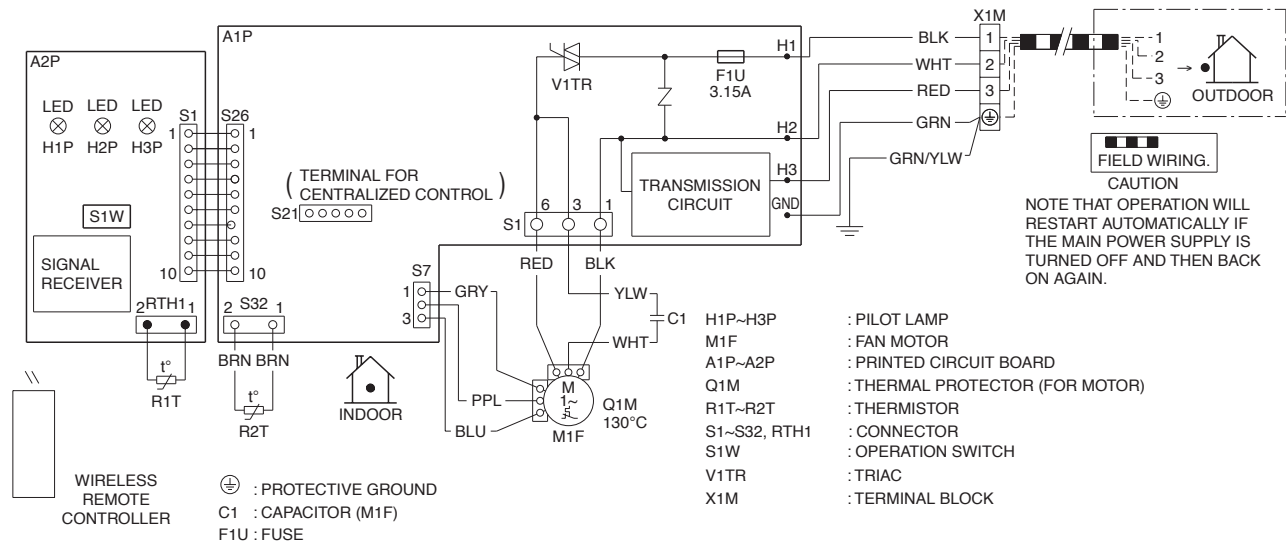 A2P
LED LED LED
H1P H2P H3P
S1
1
10
S1W
SIGNAL
RECEIVER
2 RTH1 1
t°
R1T
WIRELESS
REMOTE
CONTROLLER
A1P
S26
1
10
( TERMINAL FOR
CENTRALIZED CONTROL )
S21
2 S32 1
BRN BRN
t°
R2T
INDOOR
S7
1
3
GRY
PPL
BLU
V1TR
F1U
3.15A
H1
H2
H3
GND
TRANSMISSION
CIRCUIT
6 3 1
S1
RED BLK
YLW
C1
WHT
M
1~
M1F
Q1M
130°C
X1M
BLK 1
WHT 2
RED 3
GRN
GRN/YLW
1
2
3
OUTDOOR
FIELD WIRING.
CAUTION
NOTE THAT OPERATION WILL
RESTART AUTOMATICALLY IF
THE MAIN POWER SUPPLY IS
TURNED OFF AND THEN BACK
ON AGAIN.
: PROTECTIVE GROUND
C1 : CAPACITOR (M1F)
F1U : FUSE
H1P~H3P : PILOT LAMP
M1F : FAN MOTOR
A1P~A2P : PRINTED CIRCUIT BOARD
Q1M : THERMAL PROTECTOR (FOR MOTOR)
R1T~R2T : THERMISTOR
S1~S32, RTH1 : CONNECTOR
S1W : OPERATION SWITCH
V1TR : TRIAC
X1M : TERMINAL BLOCK